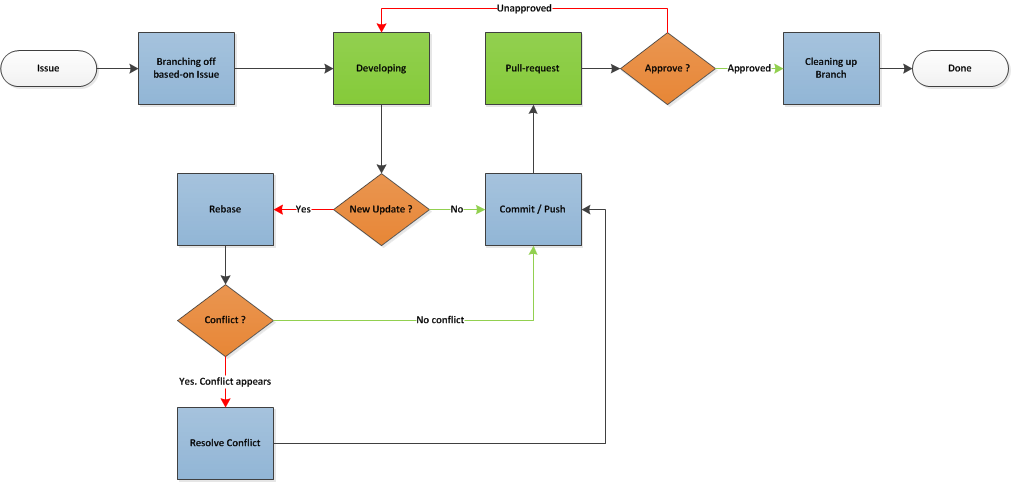 Unapproved
Issue
Branching off
based-on Issue
Developing
Pull-request
Approve ?
Approved
Cleaning up
Branch
Done
Rebase
Yes
New Update ?
No
Commit / Push
Conflict ?
No conflict
Yes. Conflict appears
Resolve Conflict